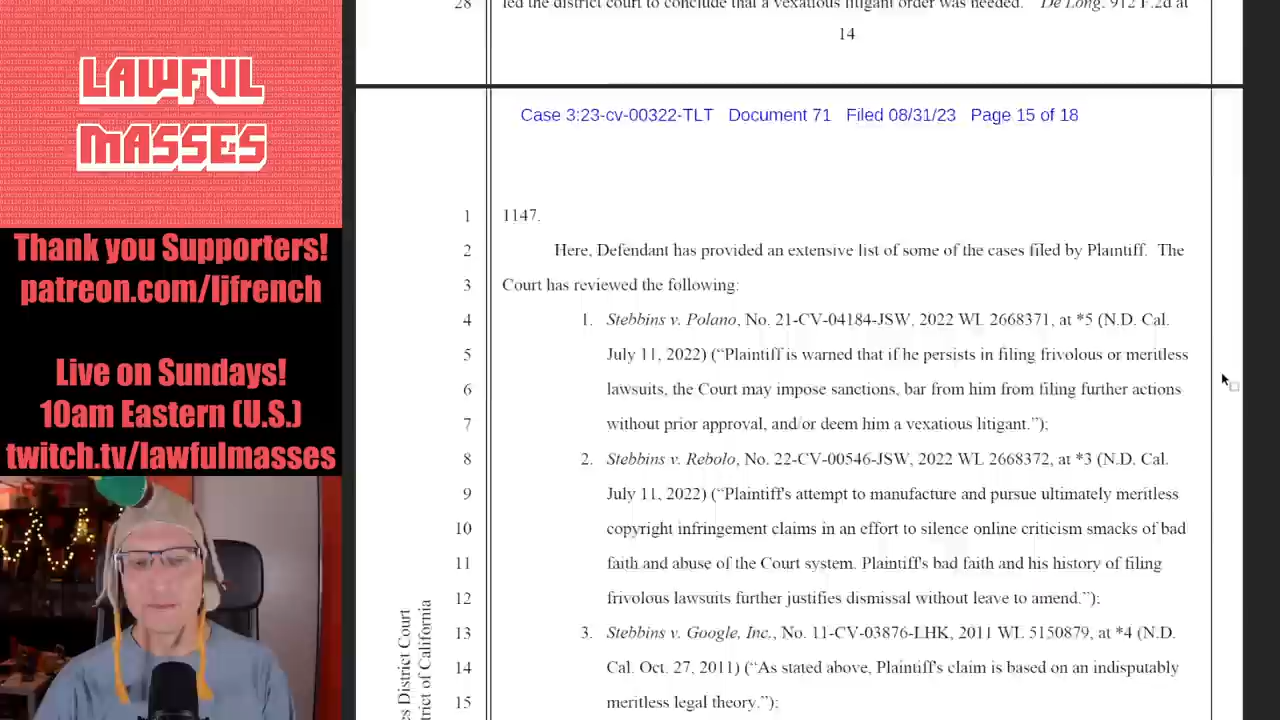 28 led the district court to conclude that a vexatious litigant order was needed. De Long, 912 F.2d at
14
LAWFUL
MASSES
Case 3:23-cv-00322-TLT Document 71 Filed 08/31/23 Page 15 of 18
Thank you Supporters!
patreon.com/ljfrench
Live on Sundays!
10am Eastern (U.S.)
twitch.tv/lawfulmasses
1 1147.
2 Here, Defendant has provided an extensive list of some of the cases filed by Plaintiff. The
3 Court has reviewed the following:
4 1. Stebbins v. Polano, No. 21-CV-04184-JSW, 2022 WL 2668371, at *5 (N.D. Cal.
5 July 11, 2022) (“Plaintiff is warned that if he persists in filing frivolous or meritless
6 lawsuits, the Court may impose sanctions, bar from him from filing further actions
7 without prior approval, and/or deem him a vexatious litigant.”);
8 2. Stebbins v. Rebolo, No. 22-CV-00546-JSW, 2022 WL 2668372, at *3 (N.D. Cal.
9 July 11, 2022) (“Plaintiff's attempt to manufacture and pursue ultimately meritless
10 copyright infringement claims in an effort to silence online criticism smacks of bad
11 faith and abuse of the Court system. Plaintiff's bad faith and his history of filing
12 frivolous lawsuits further justifies dismissal without leave to amend.”);
13 3. Stebbins v. Google, Inc., No. 11-CV-03876-LHK, 2011 WL 5150879, at *4 (N.D.
14 Cal. Oct. 27, 2011) (“As stated above, Plaintiff's claim is based on an indisputably
15 meritless legal theory.”);
es District Court
trict of California